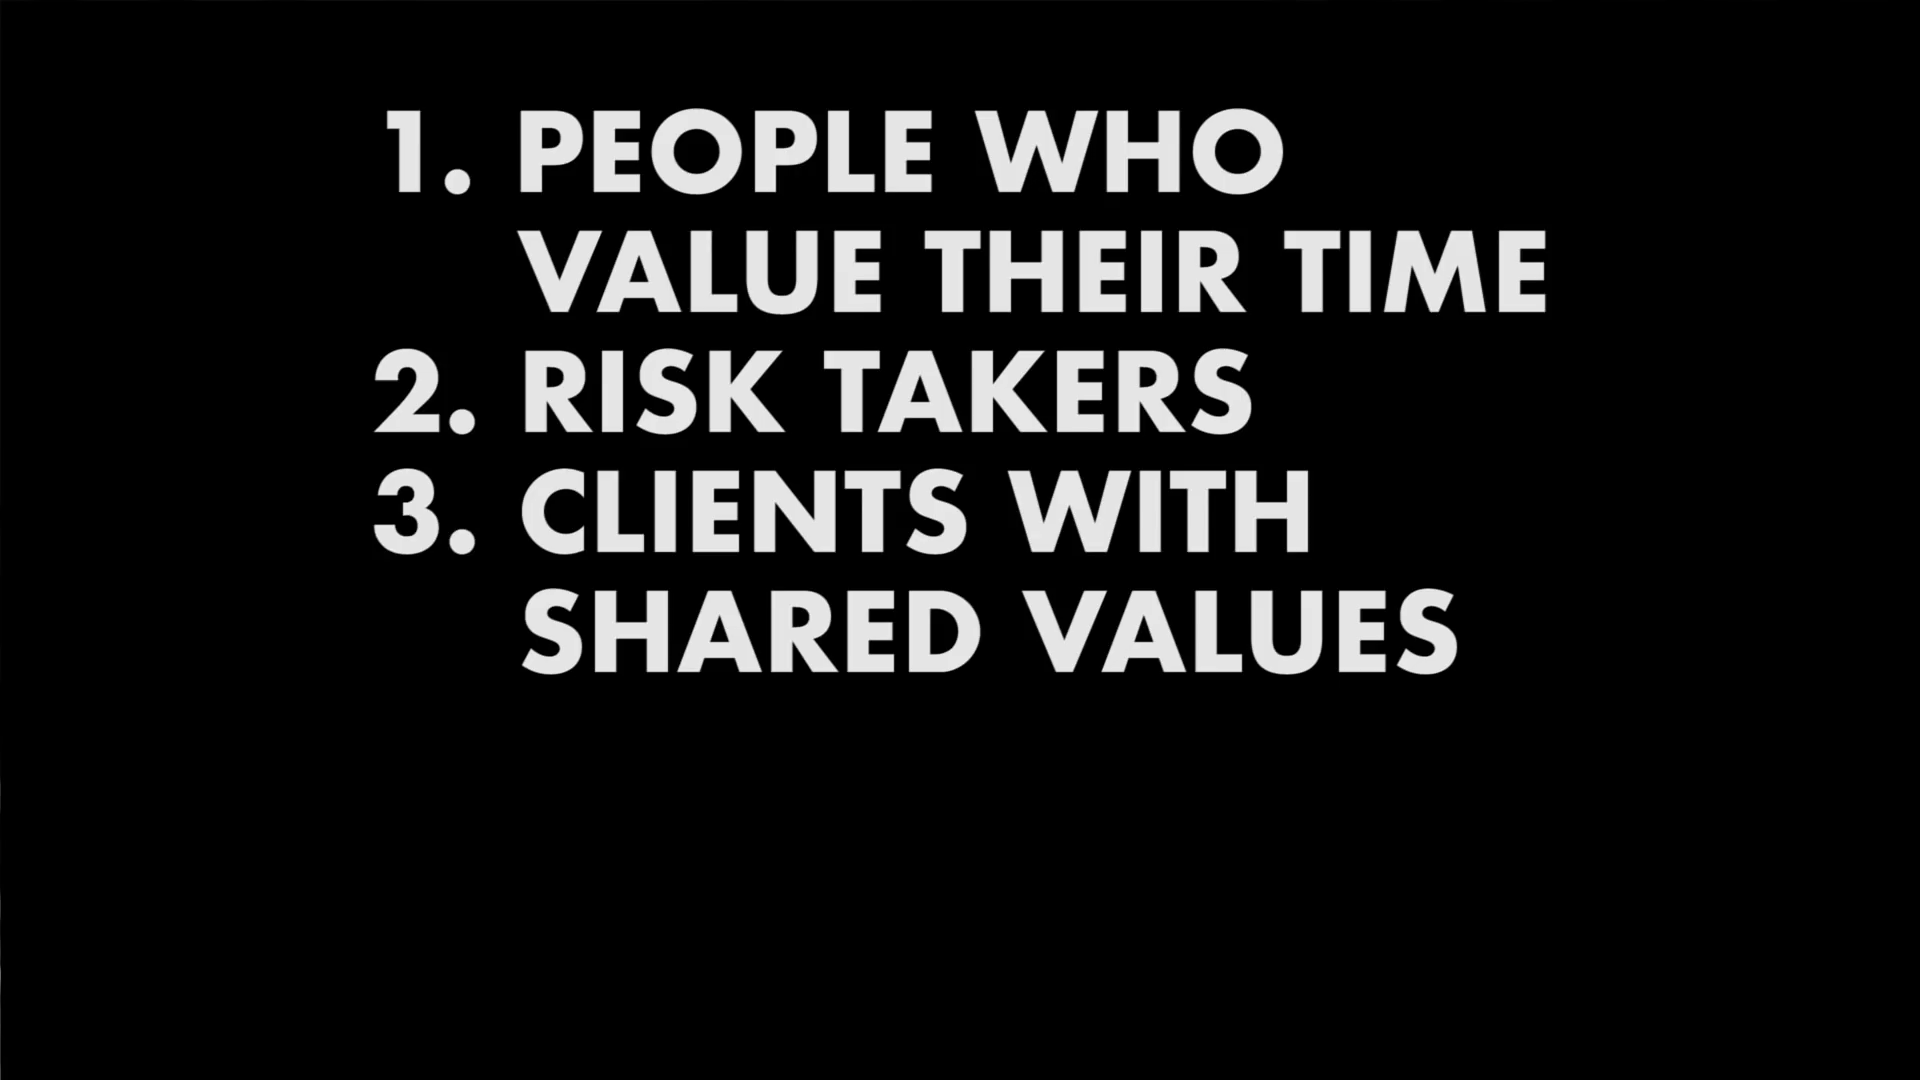 1. PEOPLE WHO
VALUE THEIR TIME
2. RISK TAKERS
3. CLIENTS WITH
SHARED VALUES